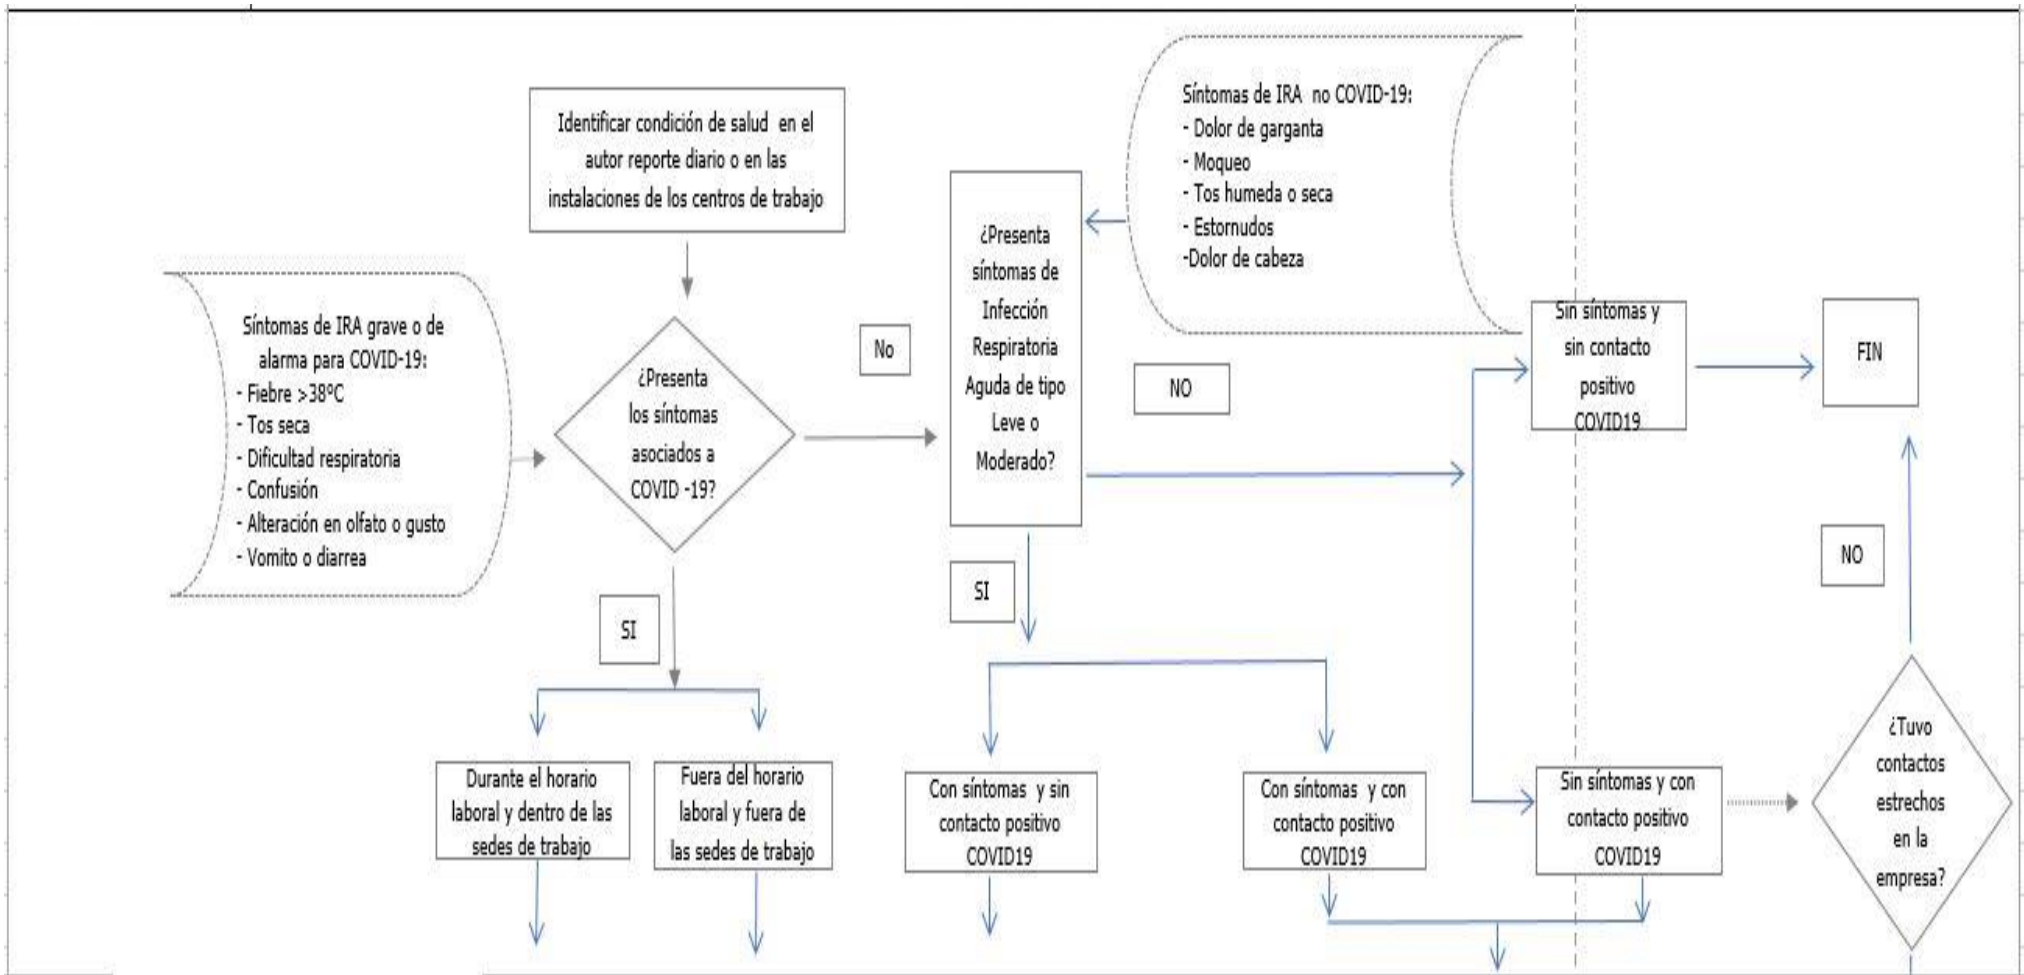 Identificar condición de salud  en el
autor reporte diario o en las
instalaciones de los centros de trabajo
Síntomas de IRA grave o de
alarma para COVID-19:
- Fiebre >38°C
- Tos seca
- Dificultad respiratoria
- Confusión
- Alteración en olfato o gusto
- Vomito o diarrea
¿Presenta
los síntomas
asociados a
COVID -19?
No
SI
¿Presenta
síntomas de
Infección
Respiratoria
Aguda de tipo
Leve o
Moderado?
Síntomas de IRA  no COVID-19:
- Dolor de garganta
- Moqueo
- Tos humeda o seca
- Estornudos
-Dolor de cabeza
NO
SI
Sin síntomas y
sin contacto
positivo
COVID19
FIN
NO
¿Tuvo
contactos
estrechos
en la
empresa?
Durante el horario
laboral y dentro de las
sedes de trabajo
Fuera del horario
laboral y fuera de
las sedes de trabajo
Con síntomas  y sin
contacto positivo
COVID19
Con síntomas  y con
contacto positivo
COVID19
Sin síntomas y con
contacto positivo
COVID19